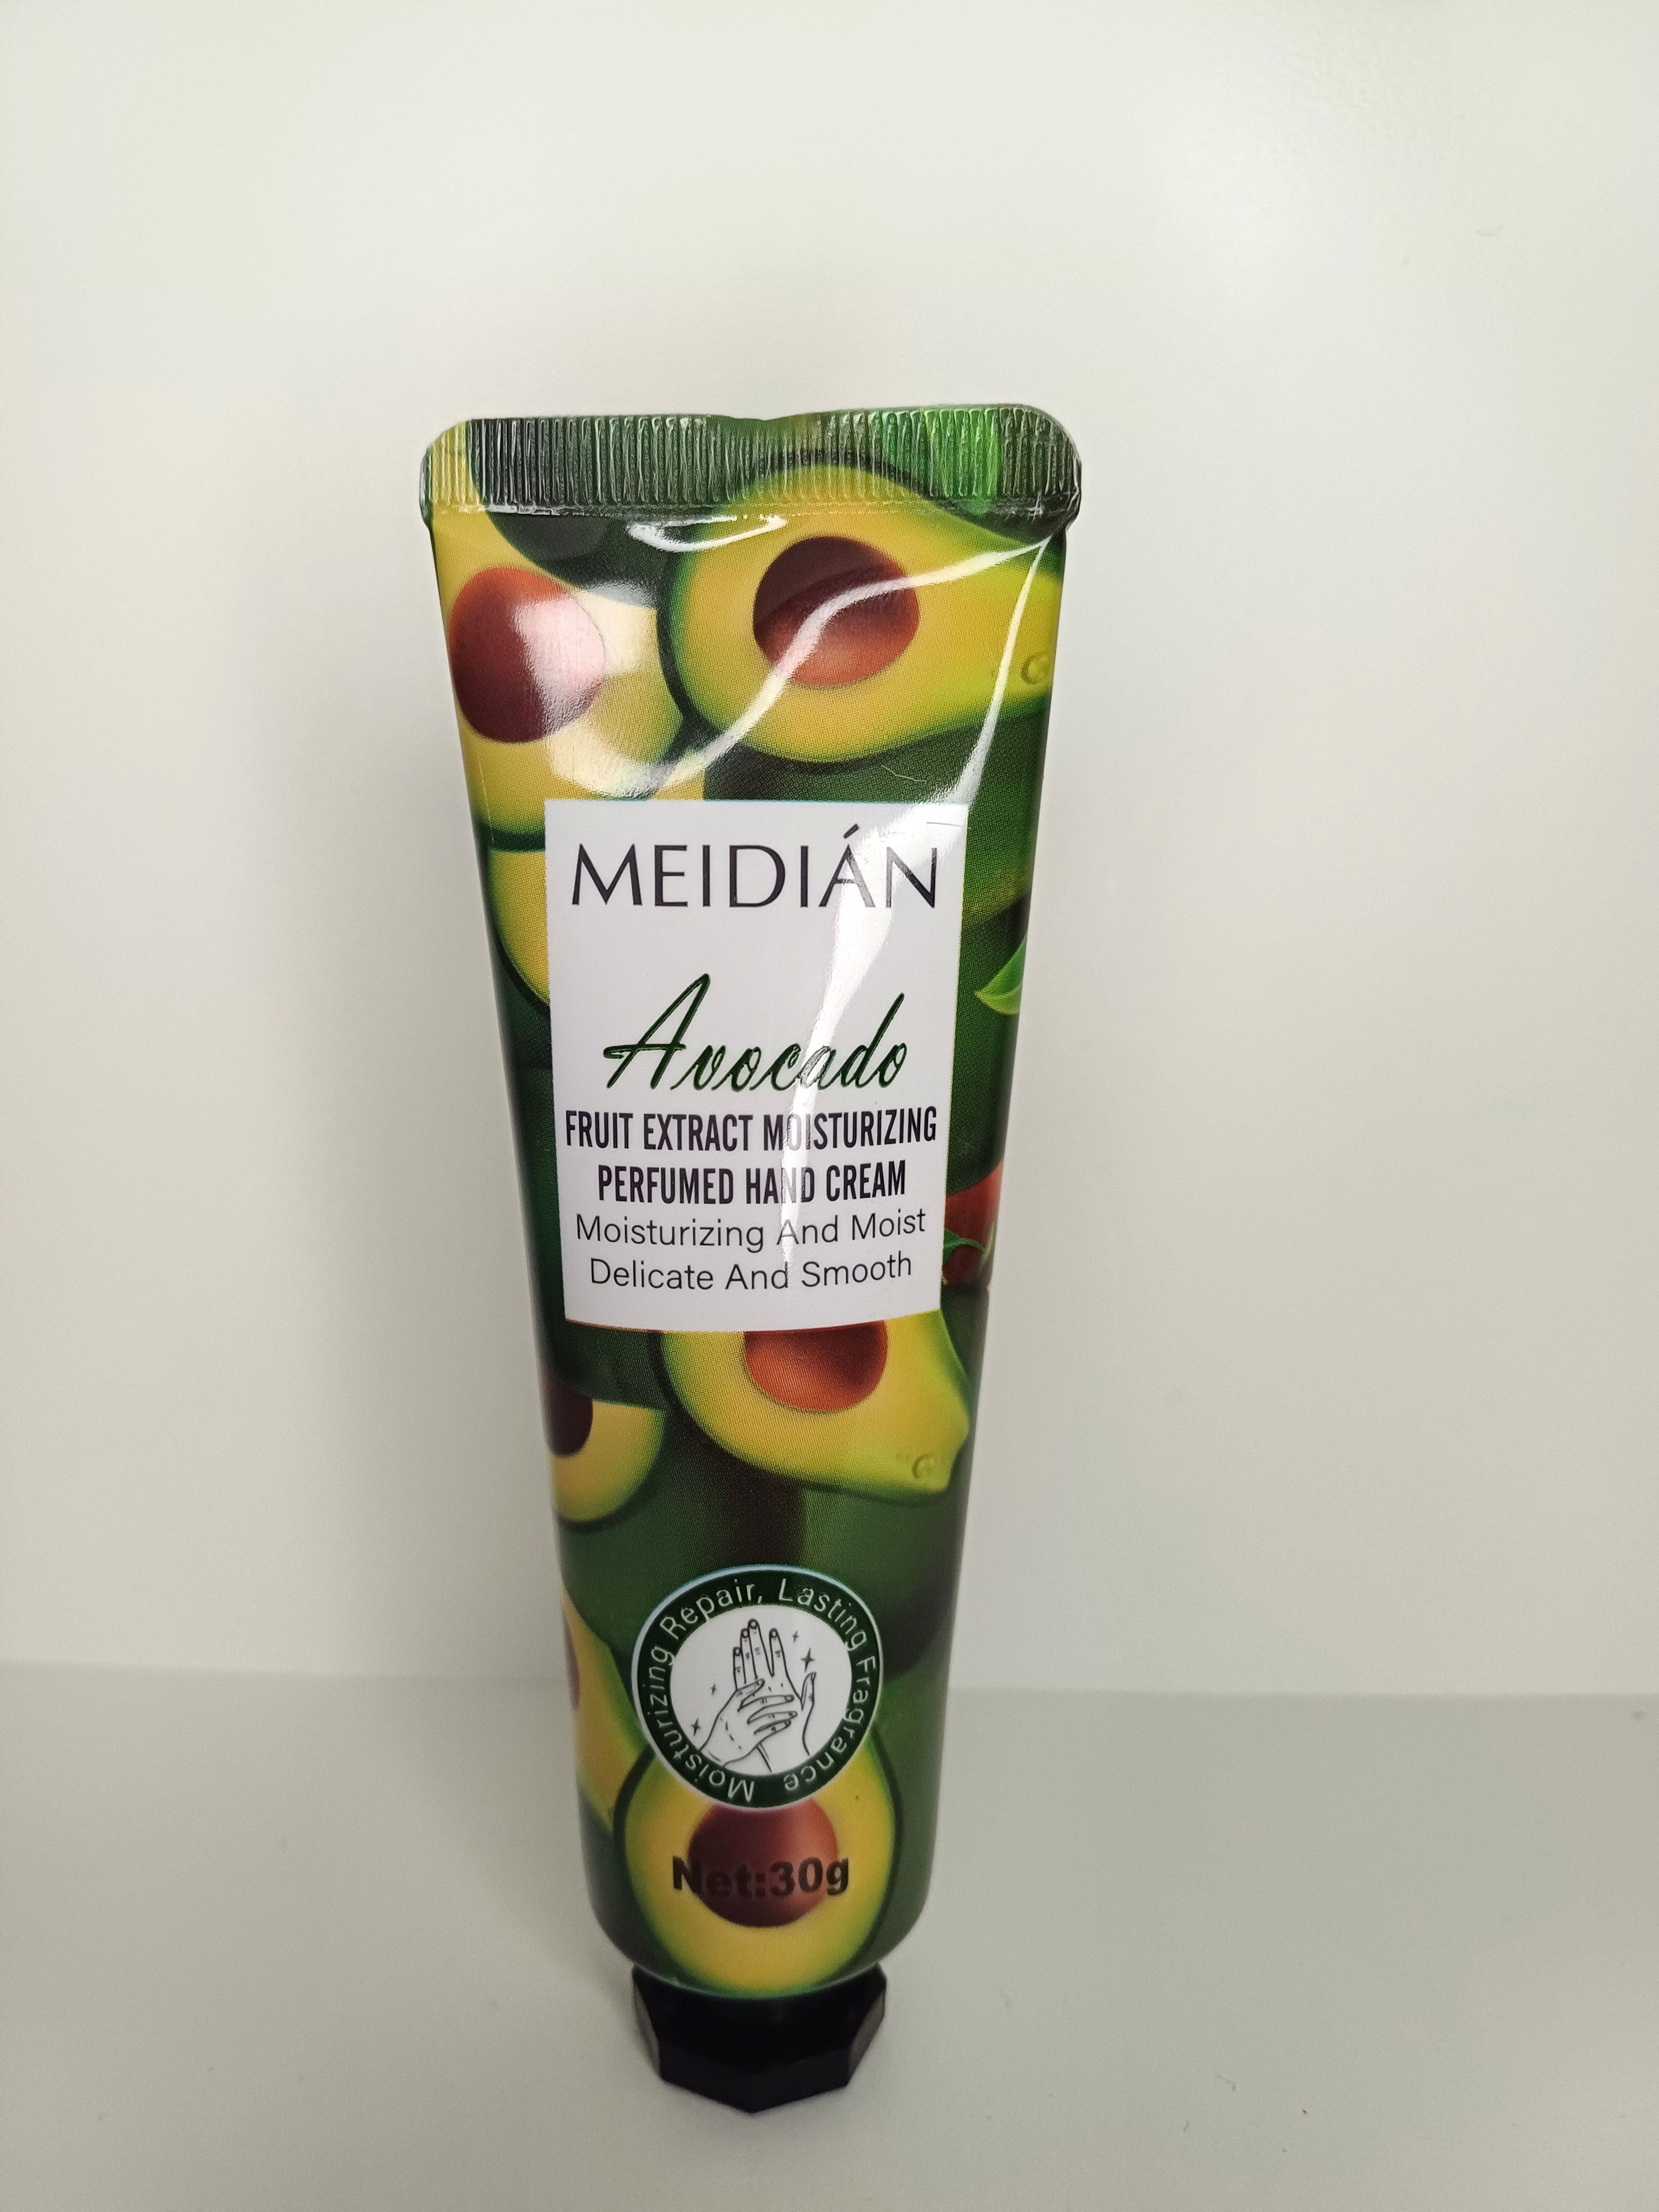 MEIDIÁN
Avocado
FRUIT EXTRACT MOISTURIZING
PERFUMED HAND CREAM
Moisturizing And Moist
Delicate And Smooth
Moisturizing Repair, Lasting Fragrance
Net:30g